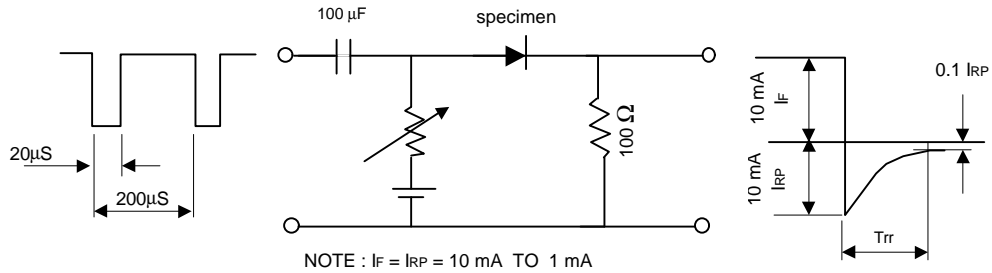 100 µF
specimen
20µS
200µS
100 Ω
NOTE : IF = IRP = 10 mA TO 1 mA
10 mA
IF
10 mA
IRP
0.1 IRP
Trr